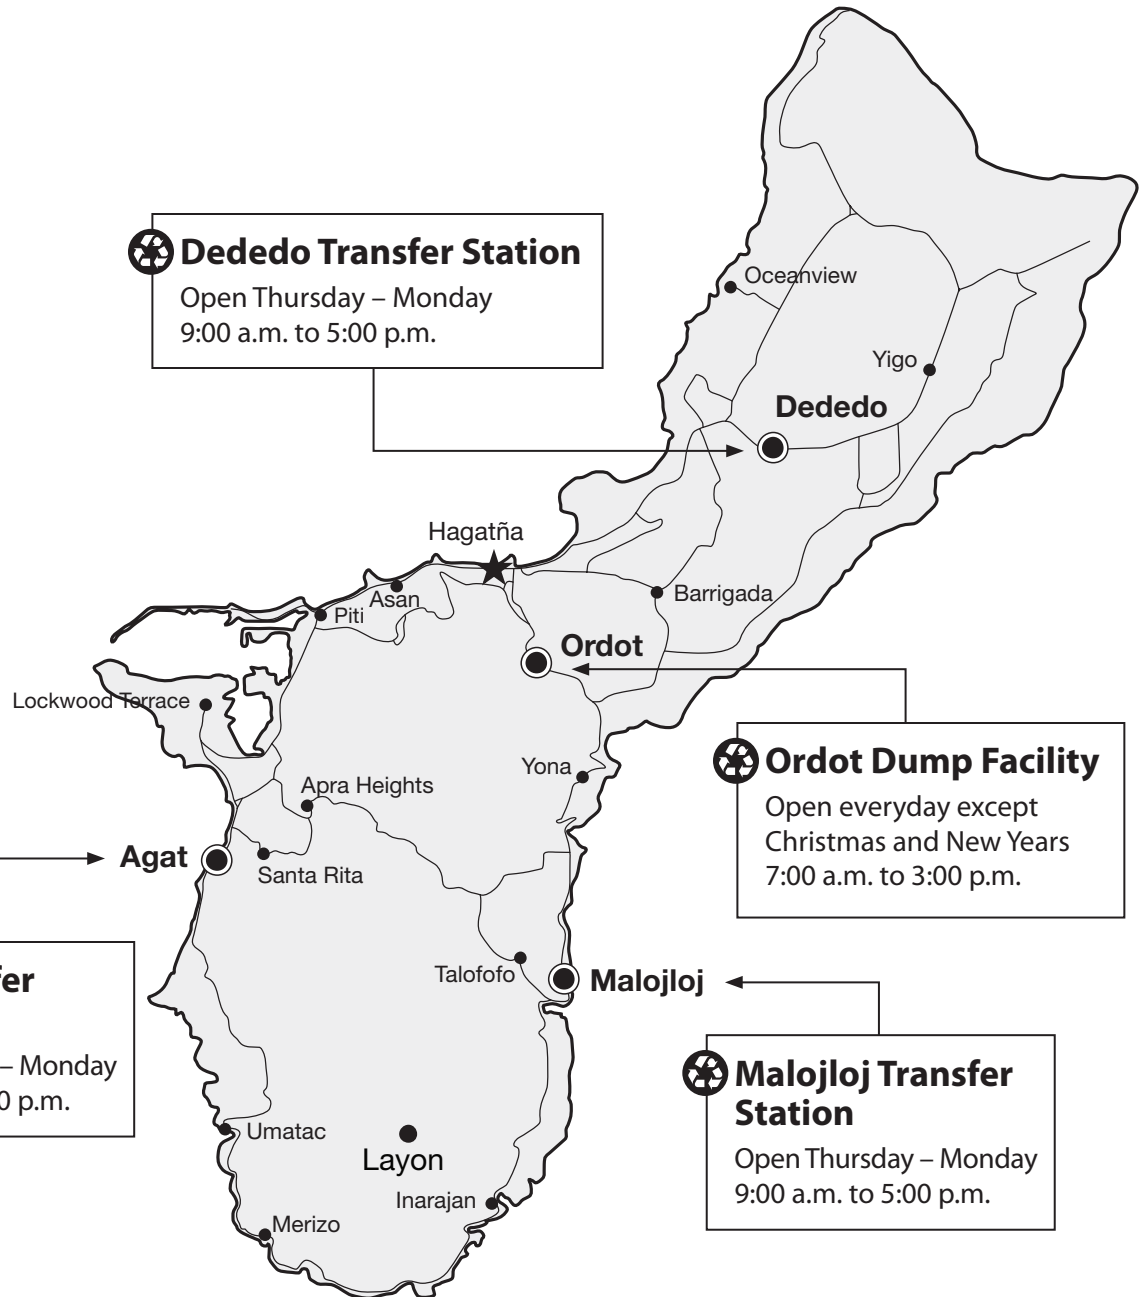 Dededo Transfer Station
Open Thursday – Monday
9:00 a.m. to 5:00 p.m.
Oceanview
Yigo
Dededo
Hagatña
Asan
Piti
Barrigada
Ordot
Lockwood Terrace
Ordot Dump Facility
Open everyday except
Christmas and New Years
7:00 a.m. to 3:00 p.m.
Yona
Apra Heights
Agat
Santa Rita
Talofofo
Malojloj
– Monday
p.m.
Malojloj Transfer
Station
Open Thursday – Monday
9:00 a.m. to 5:00 p.m.
Umatac
Layon
Inarajan
Merizo